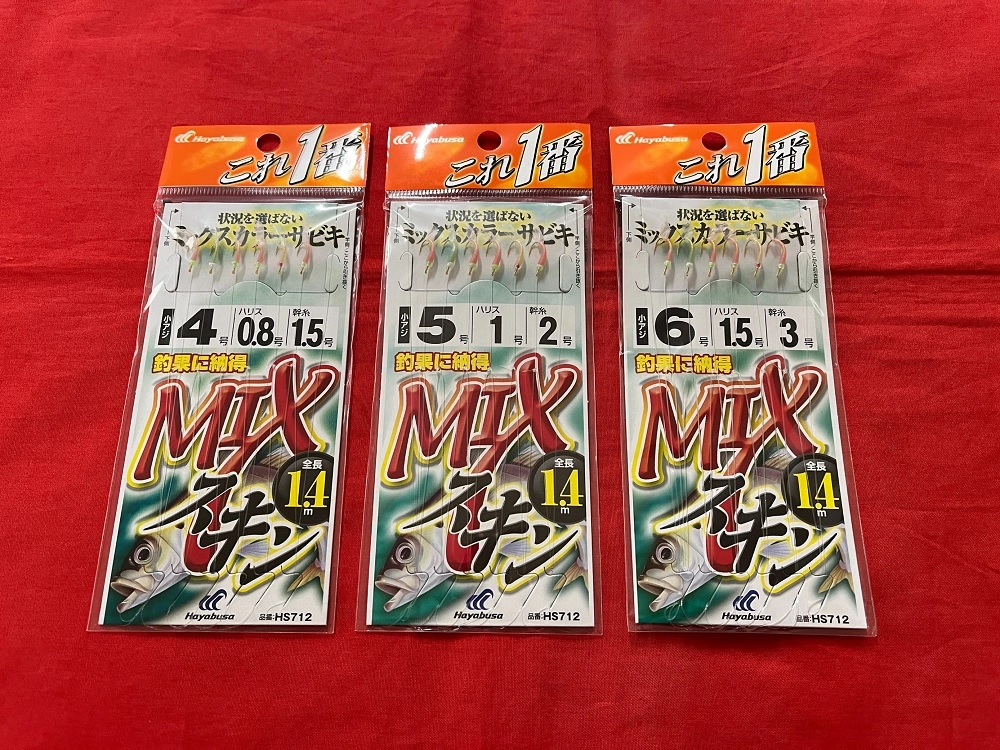 Hayabusa
これ1番
状況を選ばない
ミックスカラーサビキ
下側
小アジ 4号 ハリス 0.8号 幹糸 1.5号
釣果に納得
MIX
スキン
全長
1.4m
Hayabusa
品番:HS712
Hayabusa
これ1番
状況を選ばない
ミックスカラーサビキ
下側
小アジ 5号 ハリス 1号 幹糸 2号
釣果に納得
MIX
スキン
全長
1.4m
Hayabusa
品番:HS712
Hayabusa
これ1番
状況を選ばない
ミックスカラーサビキ
下側
小アジ 6号 ハリス 1.5号 幹糸 3号
釣果に納得
MIX
スキン
全長
1.4m
Hayabusa
品番:HS712